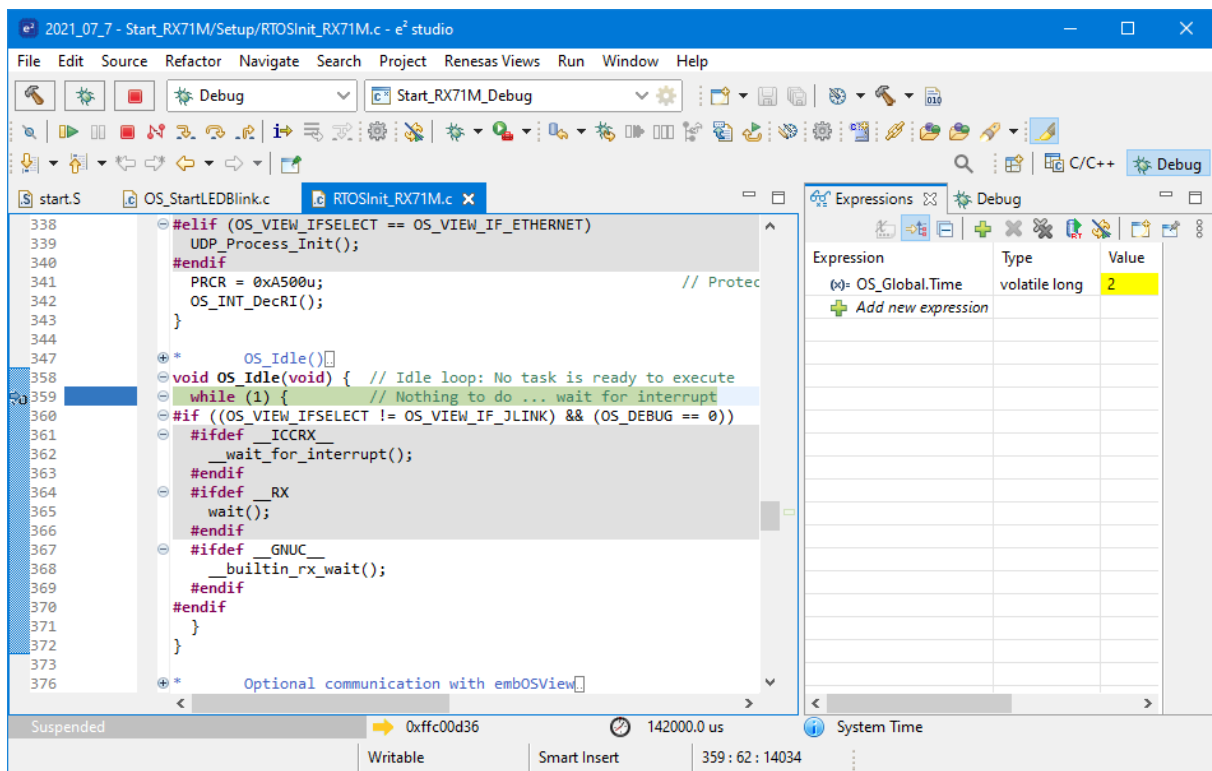 2021_07_7 - Start_RX71M/Setup/RTOSInit_RX71M.c - e² studio
File Edit Source Refactor Navigate Search Project Renesas Views Run Window Help
Debug
Start_RX71M_Debug
C/C++
Debug
start.S
OS_StartLEDBlink.c
RTOSInit_RX71M.c
338 #elif (OS_VIEW_IFSELECT == OS_VIEW_IF_ETHERNET)
339 UDP_Process_Init();
340 #endif
341 PRCR = 0xA500u; // Protec
342 OS_INT_DecRI();
343 }
344
347 * OS_Idle()
358 void OS_Idle(void) { // Idle loop: No task is ready to execute
359 while (1) { // Nothing to do ... wait for interrupt
360 #if ((OS_VIEW_IFSELECT != OS_VIEW_IF_JLINK) && (OS_DEBUG == 0))
361 #ifdef __ICCRX__
362 __wait_for_interrupt();
363 #endif
364 #ifdef __RX
365 wait();
366 #endif
367 #ifdef __GNUC__
368 __builtin_rx_wait();
369 #endif
370 #endif
371 }
372 }
373
376 * Optional communication with embOSView
Expressions
Debug
Expression Type Value
(x)= OS_Global.Time volatile long 2
Add new expression
Suspended 0xffc00d36 142000.0 us System Time
Writable Smart Insert 359 : 62 : 14034